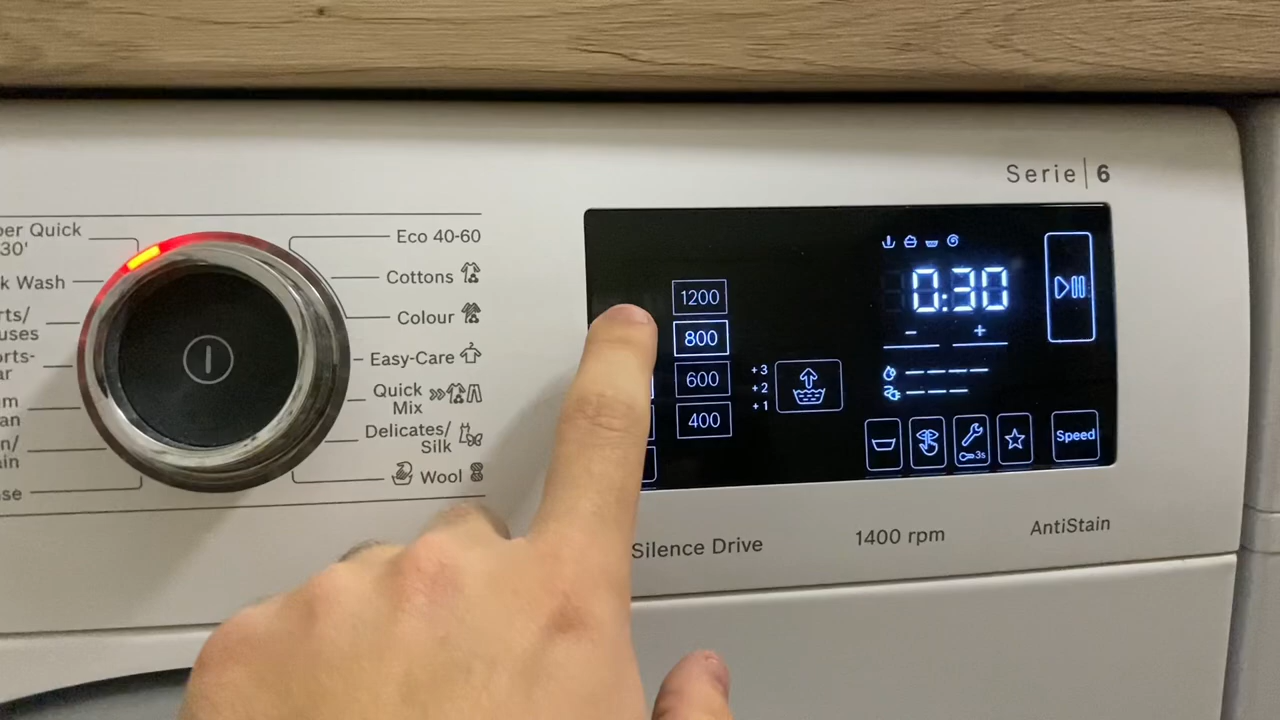 Serie | 6
per Quick
30'
k Wash
rts/
uses
rts-
ar
m
an
n/
ain
se
Eco 40-60
Cottons
Colour
Easy-Care
Quick
Mix
Delicates/
Silk
Wool
1200
800
600
400
+3
+2
+1
0:30
- +
3s
Speed
Silence Drive
1400 rpm
AntiStain